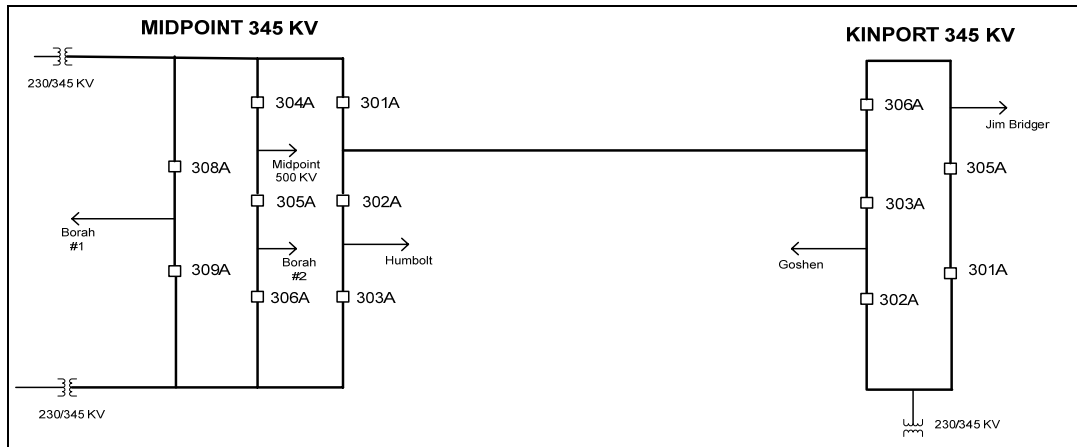 MIDPOINT 345 KV
KINPORT 345 KV
230/345 KV
304A
301A
306A
Jim Bridger
Midpoint
500 KV
308A
305A
305A
302A
303A
Borah
#1
Borah
#2
Humbolt
Goshen
309A
306A
303A
301A
302A
230/345 KV
230/345 KV